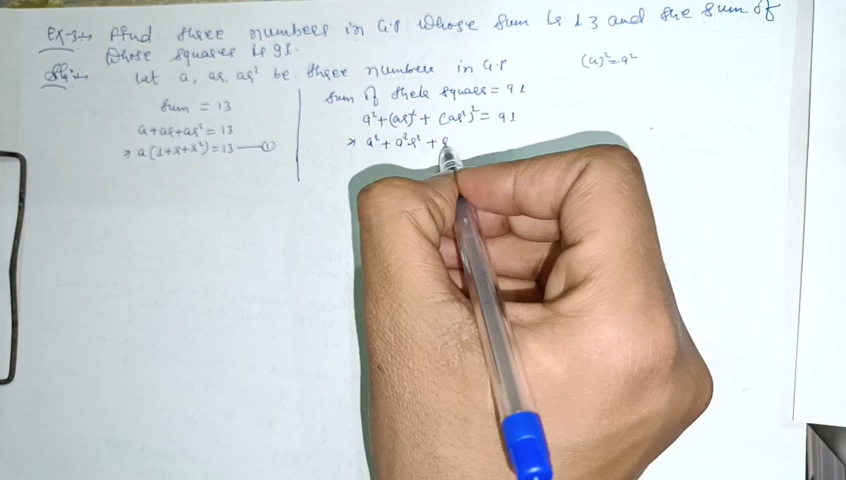 Ex-3→ Find three numbers in G.P whose sum is 13 and the sum of
whose squares is 91.
Sol:→ Let a, ar, ar² be three numbers in G.P
(a)²=a²
Sum = 13
a+ar+ar² = 13
⇒ a(1+r+r²) = 13 —①
Sum of their squares = 91
a²+(ar)²+(ar²)² = 91
⇒ a²+a²r²+